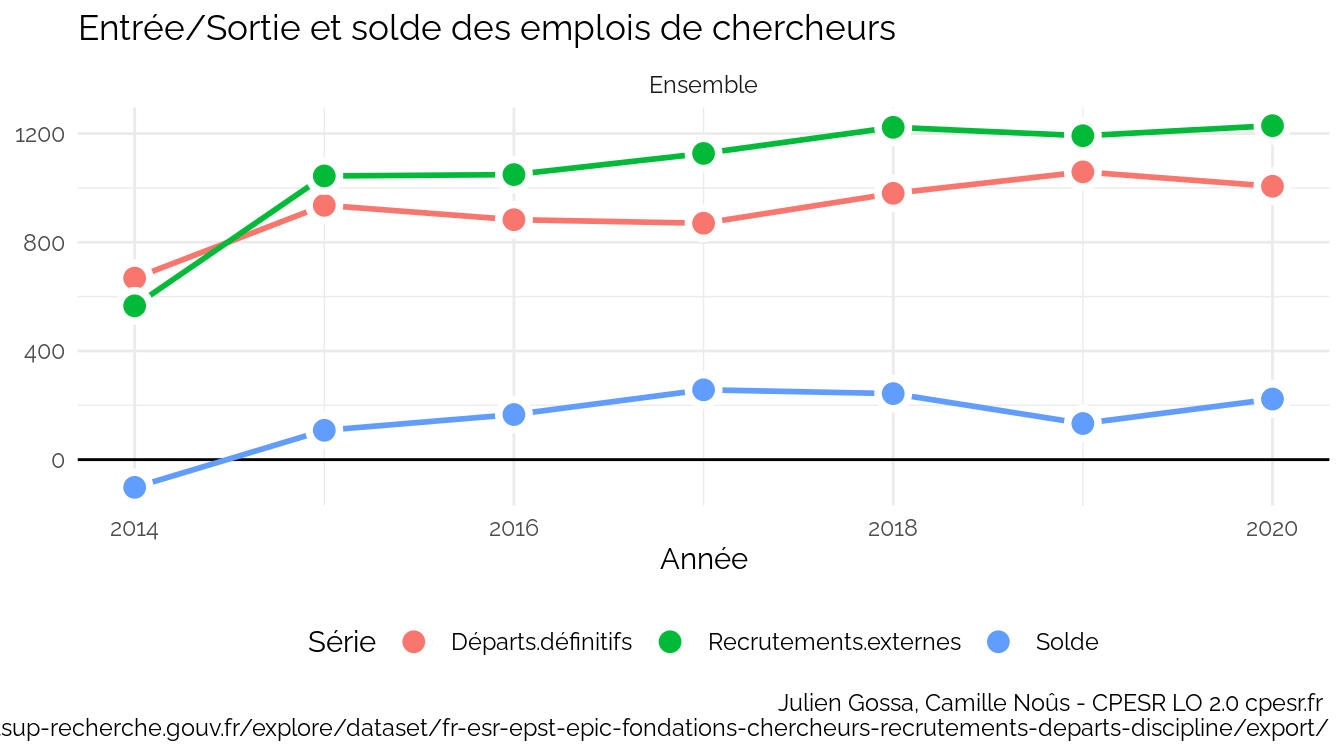 Entrée/Sortie et solde des emplois de chercheurs
Ensemble
1200
800
400
0
2014 2016 2018 2020
Année
Série Départs.définitifs Recrutements.externes Solde
Julien Gossa, Camille Noûs - CPESR LO 2.0 cpesr.fr
sup-recherche.gouv.fr/explore/dataset/fr-esr-epst-epic-fondations-chercheurs-recrutements-departs-discipline/export/